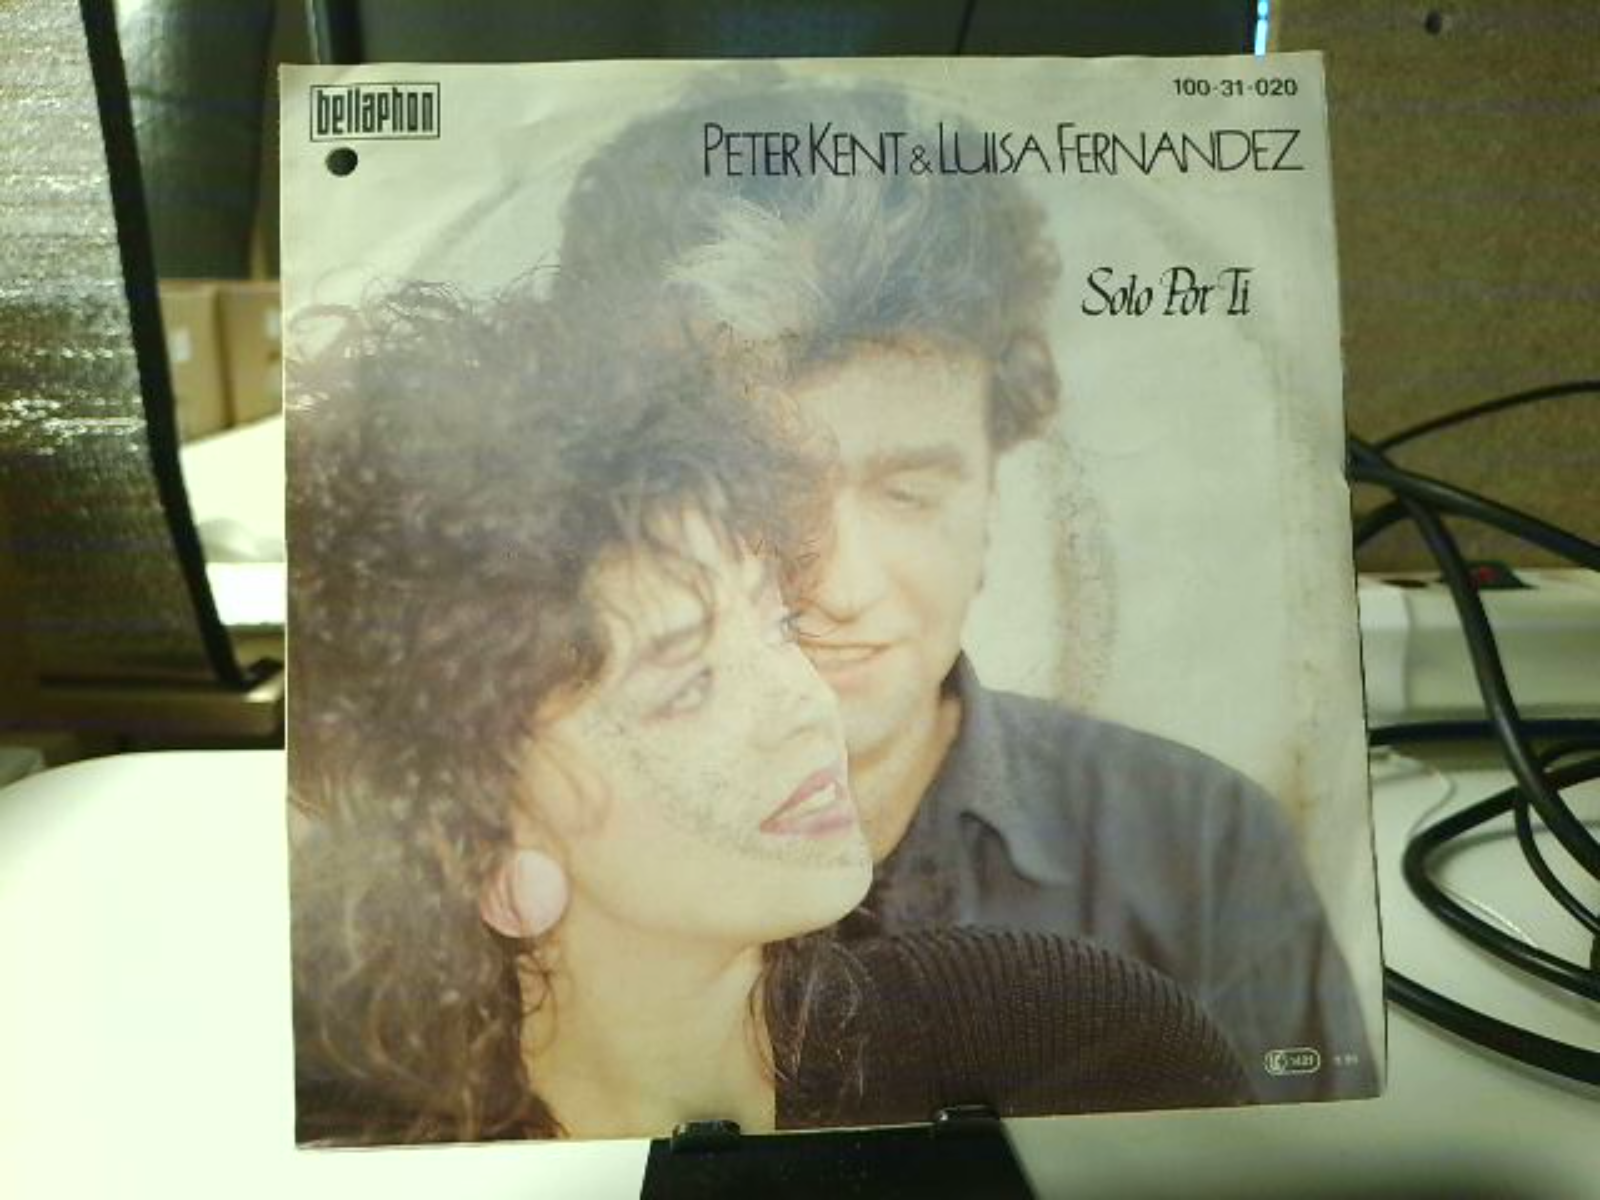 bellaphon
100-31-020
PETER KENT & LUISA FERNANDEZ
Solo Por Ti